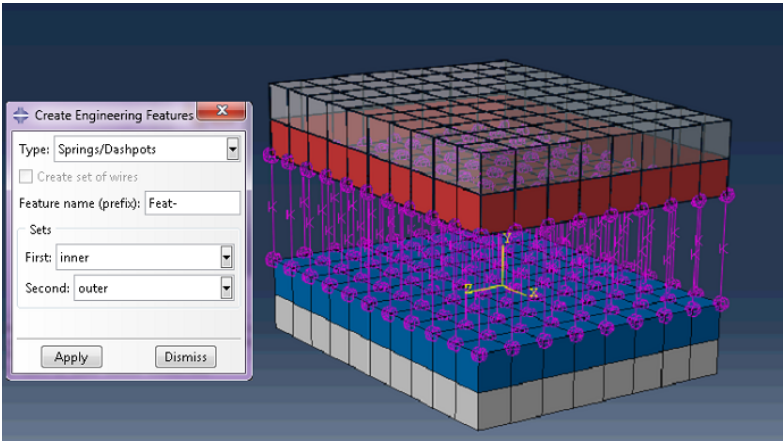 Create Engineering Features
Type: Springs/Dashpots
Create set of wires
Feature name (prefix): Feat-
Sets
First: inner
Second: outer
Apply Dismiss
Y
Z X